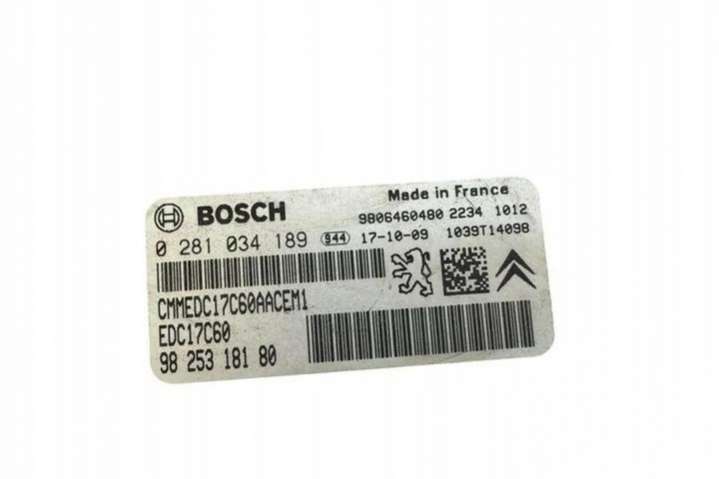 BOSCH
Made in France
9806460480 2234 1012
0 281 034 189 944 17-10-09 1039T14098
CMMEDC17C60AACEM1
EDC17C60
98 253 181 80